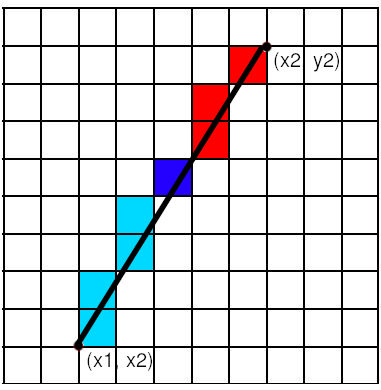 (x2 y2)
(x1, x2)